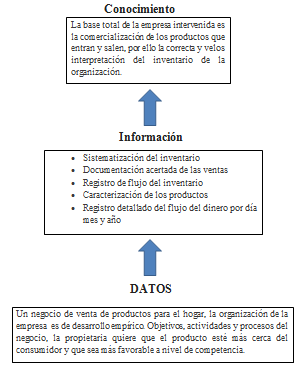 Conocimiento
La base total de la empresa intervenida es
la comercialización de los productos que
entran y salen, por ello la correcta y velos
interpretación del inventario de la
organización.
Información
• Sistematización del inventario
• Documentación acertada de las ventas
• Registro de flujo del inventario
• Caracterización de los productos
• Registro detallado del flujo del dinero por día
mes y año
DATOS
Un negocio de venta de productos para el hogar, la organización de la
empresa es de desarrollo empírico. Objetivos, actividades y procesos del
negocio, la propietaria quiere que el producto esté más cerca del
consumidor y que sea más favorable a nivel de competencia.